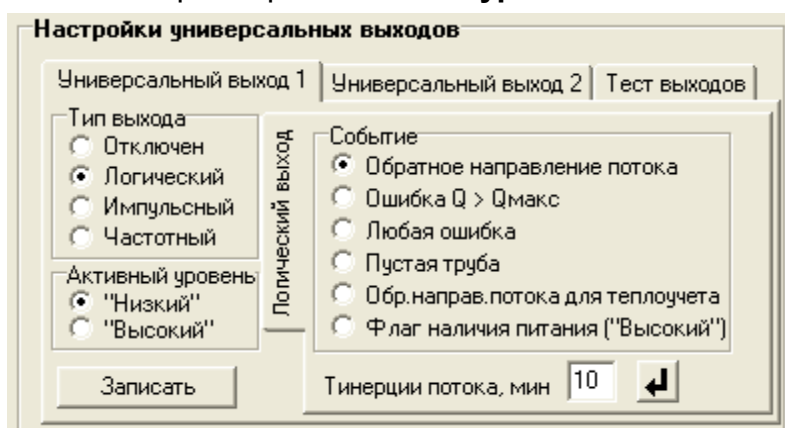 Настройки универсальных выходов
Универсальный выход 1 Универсальный выход 2 Тест выходов
Тип выхода
Отключен
Логический
Импульсный
Частотный
Активный уровень
"Низкий"
"Высокий"
Записать
Логический выход
Событие
Обратное направление потока
Ошибка Q > Qмакс
Любая ошибка
Пустая труба
Обр.направ.потока для теплоучета
Флаг наличия питания ("Высокий")
Tинерции потока, мин 10